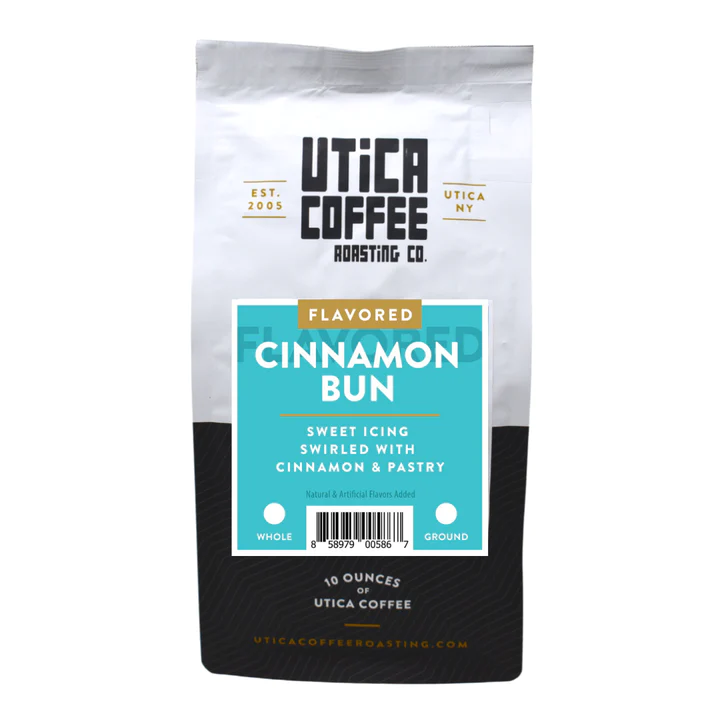 UTiCA
COFFEE
ROASTiNG CO.
EST.
2005
UTICA
NY
FLAVORED
FLAVORED
CINNAMON
BUN
SWEET ICING
SWIRLED WITH
CINNAMON & PASTRY
Natural & Artificial Flavors Added
WHOLE
GROUND
8 58979 00586 7
10 OUNCES
OF
UTICA COFFEE
UTICACOFFEEROASTING.COM